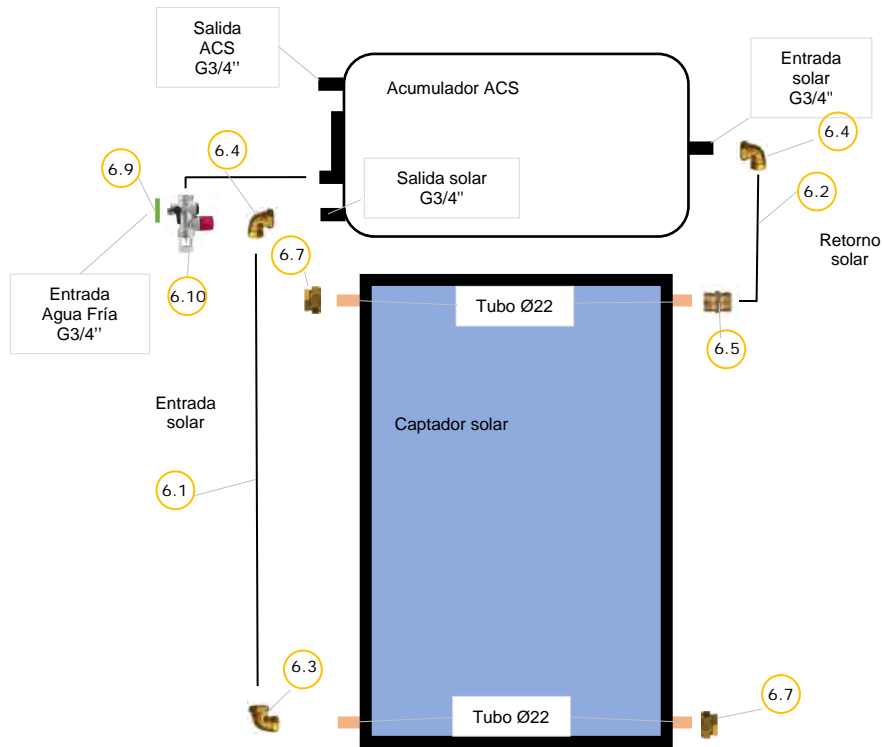 Salida
ACS
G3/4’’
Acumulador ACS
Entrada
solar
G3/4"
6.4
6.4
6.9
Salida solar
G3/4"
6.2
Retorno
solar
6.7
6.10
Entrada
Agua Fría
G3/4’’
Tubo Ø22
6.5
Entrada
solar
Captador solar
6.1
6.3
6.7
Tubo Ø22